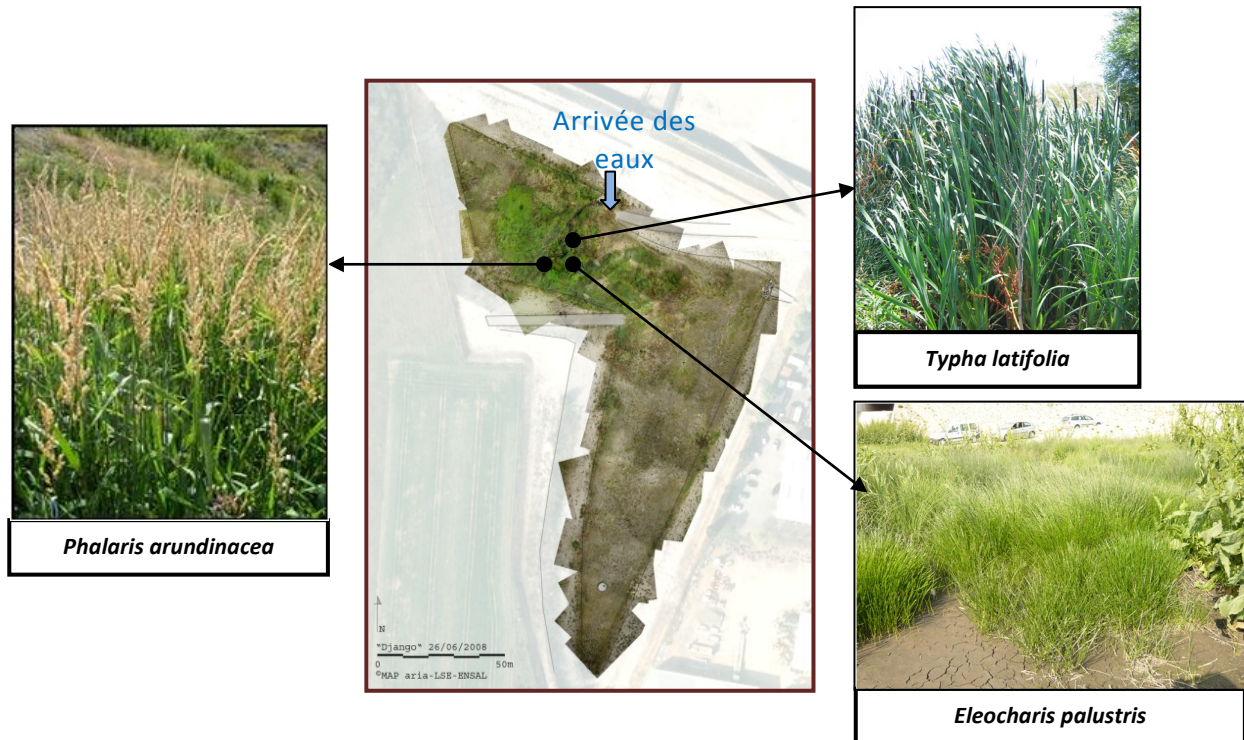 Arrivée des
eaux
Typha latifolia
Phalaris arundinacea
Eleocharis palustris
N
"Django" 26/06/2008
0 50m
©MAP aria-LSE-ENSAL